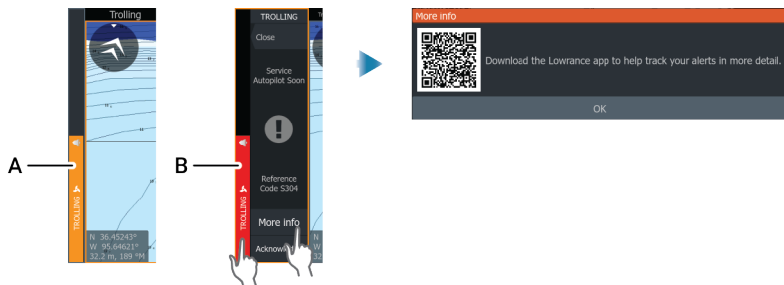 Trolling
A
TROLLING
N 36.45243°
W 95.64621°
32.2 m, 189 °M
B
TROLLING
TROLLING
Close
Service
Autopilot Soon
Reference
Code S304
More info
More info
Download the Lowrance app to help track your alerts in more detail.
OK